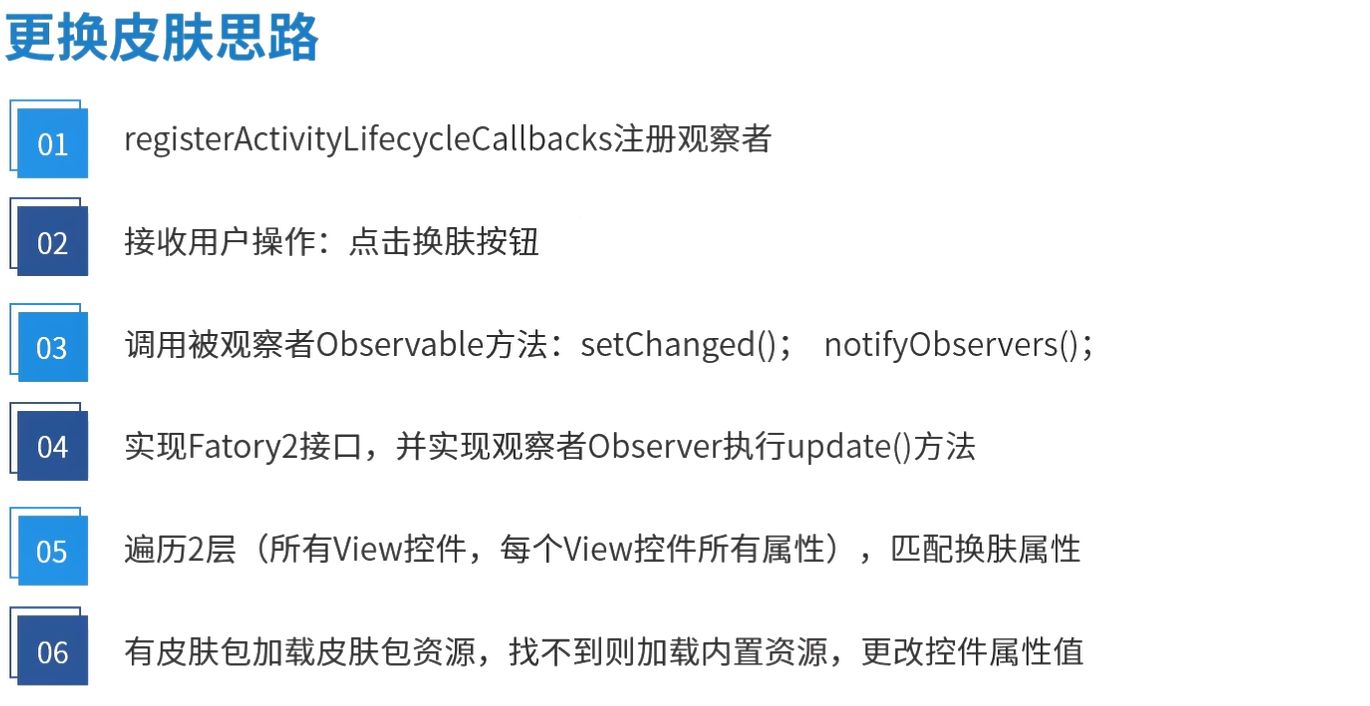 更换皮肤思路
01
registerActivityLifecycleCallbacks注册观察者
02
接收用户操作：点击换肤按钮
03
调用被观察者Observable方法：setChanged()； notifyObservers()；
04
实现Fatory2接口，并实现观察者Observer执行update()方法
05
遍历2层（所有View控件，每个View控件所有属性），匹配换肤属性
06
有皮肤包加载皮肤包资源，找不到则加载内置资源，更改控件属性值